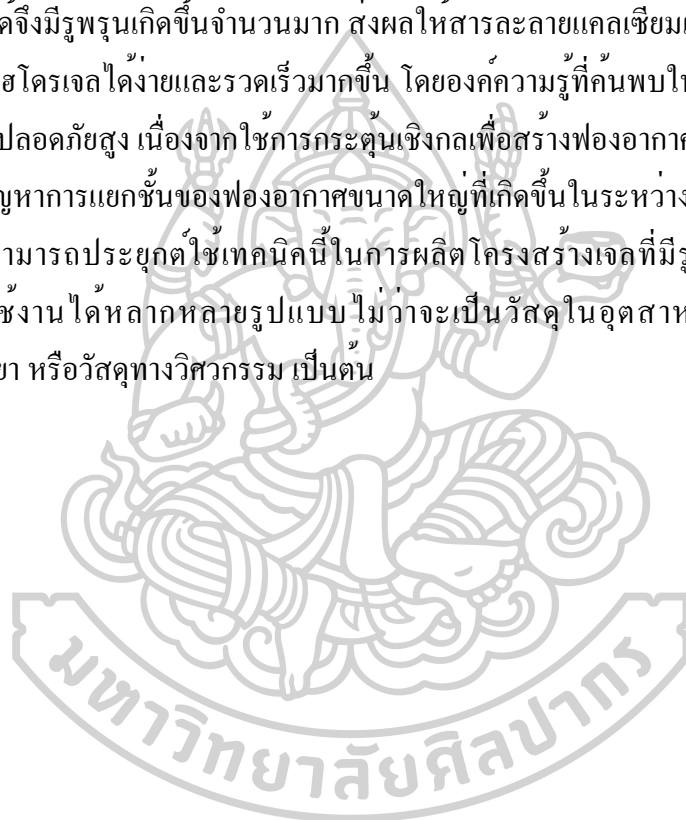 จึงมีรูพรุนเกิดขึ้นจำนวนมาก ส่งผลให้สารละลายแคลเซียม
ฮโดรเจลได้ง่ายและรวดเร็วมากขึ้น โดยองค์ความรู้ที่ค้นพบใน
ปลอดภัยสูง เนื่องจากใช้การกระตุ้นเชิงกลเพื่อสร้างฟองอากาศ
ญหาการแยกชั้นของฟองอากาศขนาดใหญ่ที่เกิดขึ้นในระหว่าง
ามารถประยุกต์ใช้เทคนิคนี้ในการผลิตโครงสร้างเจลที่มีรู
ช้งานได้หลากหลายรูปแบบ ไม่ว่าจะเป็นวัสดุในอุตสาห
ยา หรือวัสดุทางวิศวกรรม เป็นต้น
มหาวิทยาลัยศิลปากร